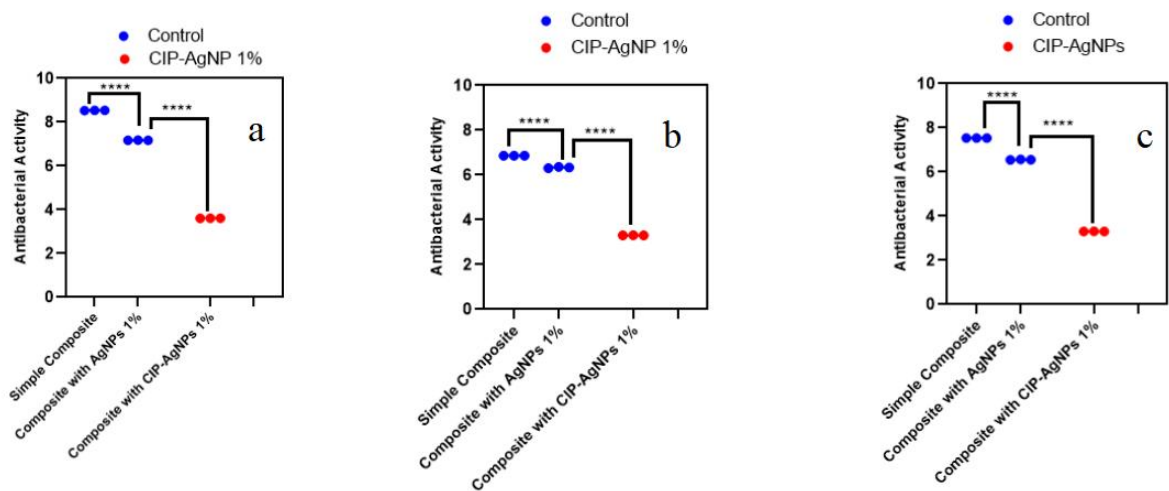 Control
CIP-AgNP 1%
Antibacterial Activity
10
8
6
4
2
0
****
****
a
Simple Composite
Composite with AgNPs 1%
Composite with CIP-AgNPs 1%
Control
CIP-AgNP 1%
Antibacterial Activity
10
8
6
4
2
0
****
****
b
Simple Composite
Composite with AgNPs 1%
Composite with CIP-AgNPs 1%
Control
CIP-AgNPs
Antibacterial Activity
10
8
6
4
2
0
****
****
c
Simple Composite
Composite with AgNPs 1%
Composite with CIP-AgNPs 1%